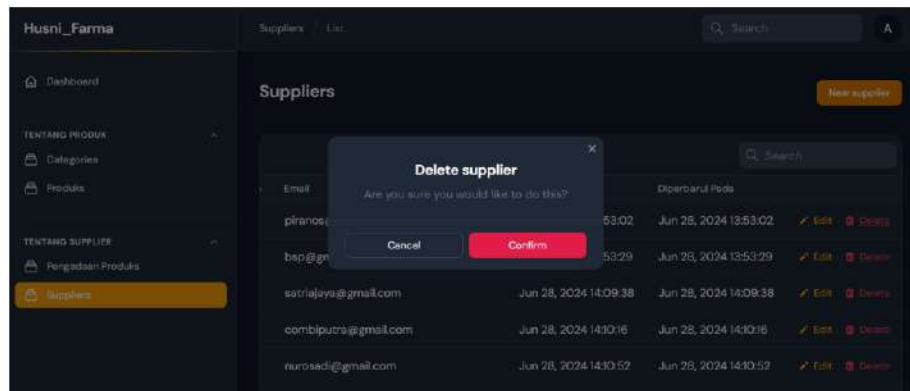 Husni_Farma
Suppliers List
Search
A
Dashboard
Suppliers
New supplier
TENTANG PRODUK
Categories
Produks
TENTANG SUPPLIER
Pengadaan Produks
Suppliers
Search
Email
Diperbarui Pada
Delete supplier
Are you sure you would like to do this?
Cancel
Confirm
53:02 Jun 28, 2024 13:53:02 Edit Delete
53:29 Jun 28, 2024 13:53:29 Edit Delete
satriajaya@gmail.com Jun 28, 2024 14:09:38 Jun 28, 2024 14:09:38 Edit Delete
combiputra@gmail.com Jun 28, 2024 14:10:16 Jun 28, 2024 14:10:16 Edit Delete
nurosadi@gmail.com Jun 28, 2024 14:10:52 Jun 28, 2024 14:10:52 Edit Delete